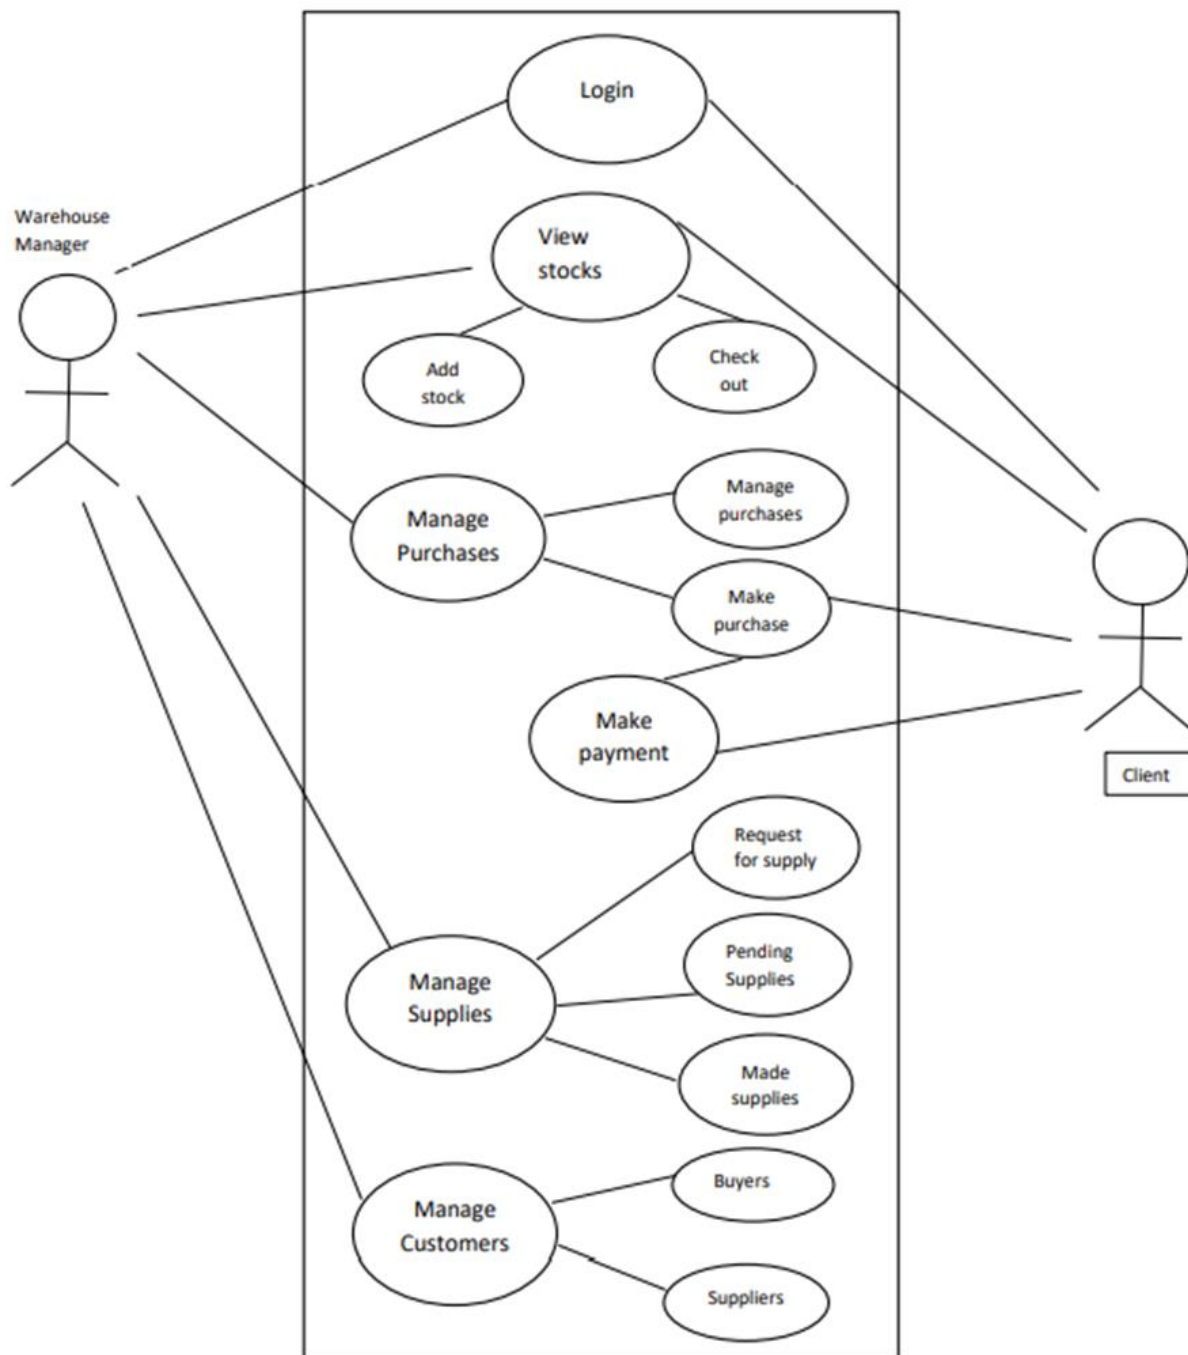 Login
Warehouse
Manager
View
stocks
Add
stock
Check
out
Manage
Purchases
Manage
purchases
Make
purchase
Make
payment
Client
Request
for supply
Pending
Supplies
Manage
Supplies
Made
supplies
Manage
Customers
Buyers
Suppliers